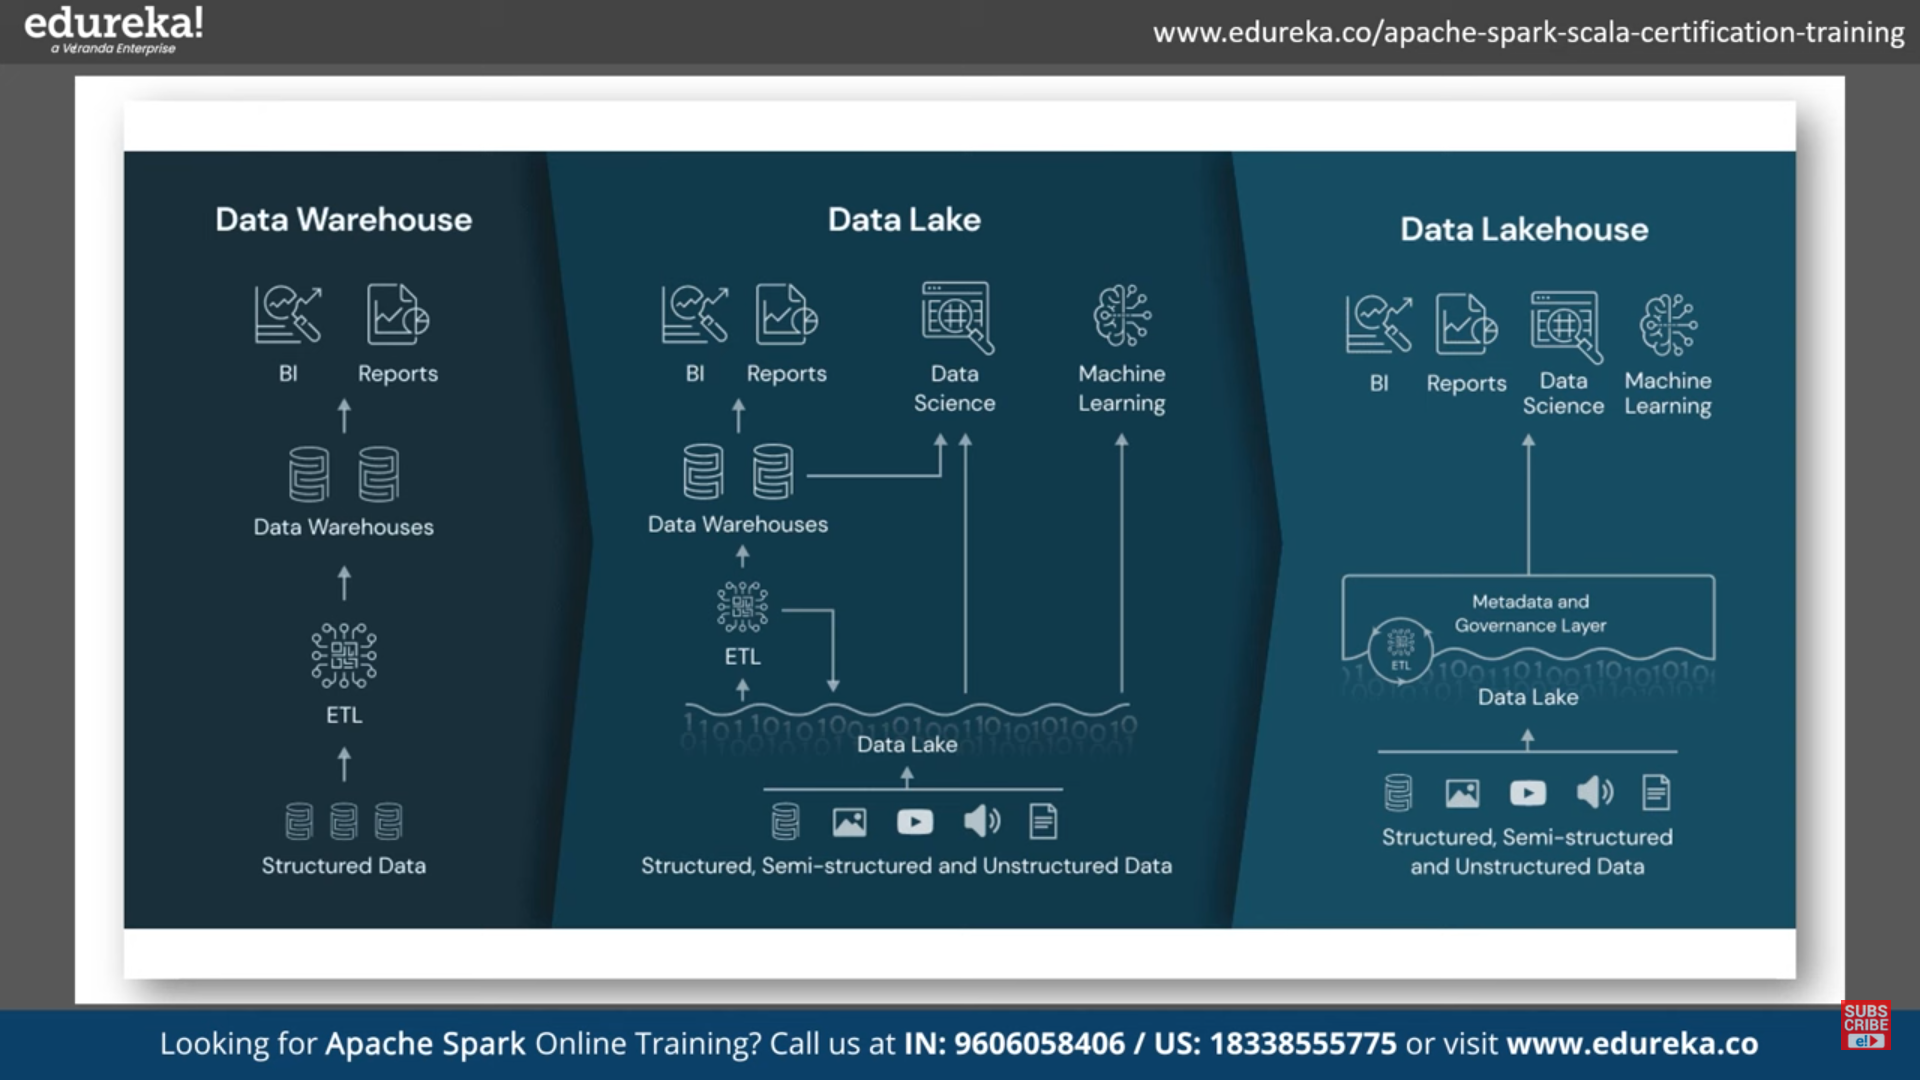 edureka!
a Veranda Enterprise
www.edureka.co/apache-spark-scala-certification-training
Data Warehouse
BI
Reports
Data Warehouses
ETL
Structured Data
Data Lake
BI
Reports
Data
Science
Machine
Learning
Data Warehouses
ETL
Data Lake
Structured, Semi-structured and Unstructured Data
Data Lakehouse
BI
Reports
Data
Science
Machine
Learning
Metadata and
Governance Layer
ETL
Data Lake
Structured, Semi-structured
and Unstructured Data
Looking for Apache Spark Online Training? Call us at IN: 9606058406 / US: 18338555775 or visit www.edureka.co
SUBS
CRIBE
e!